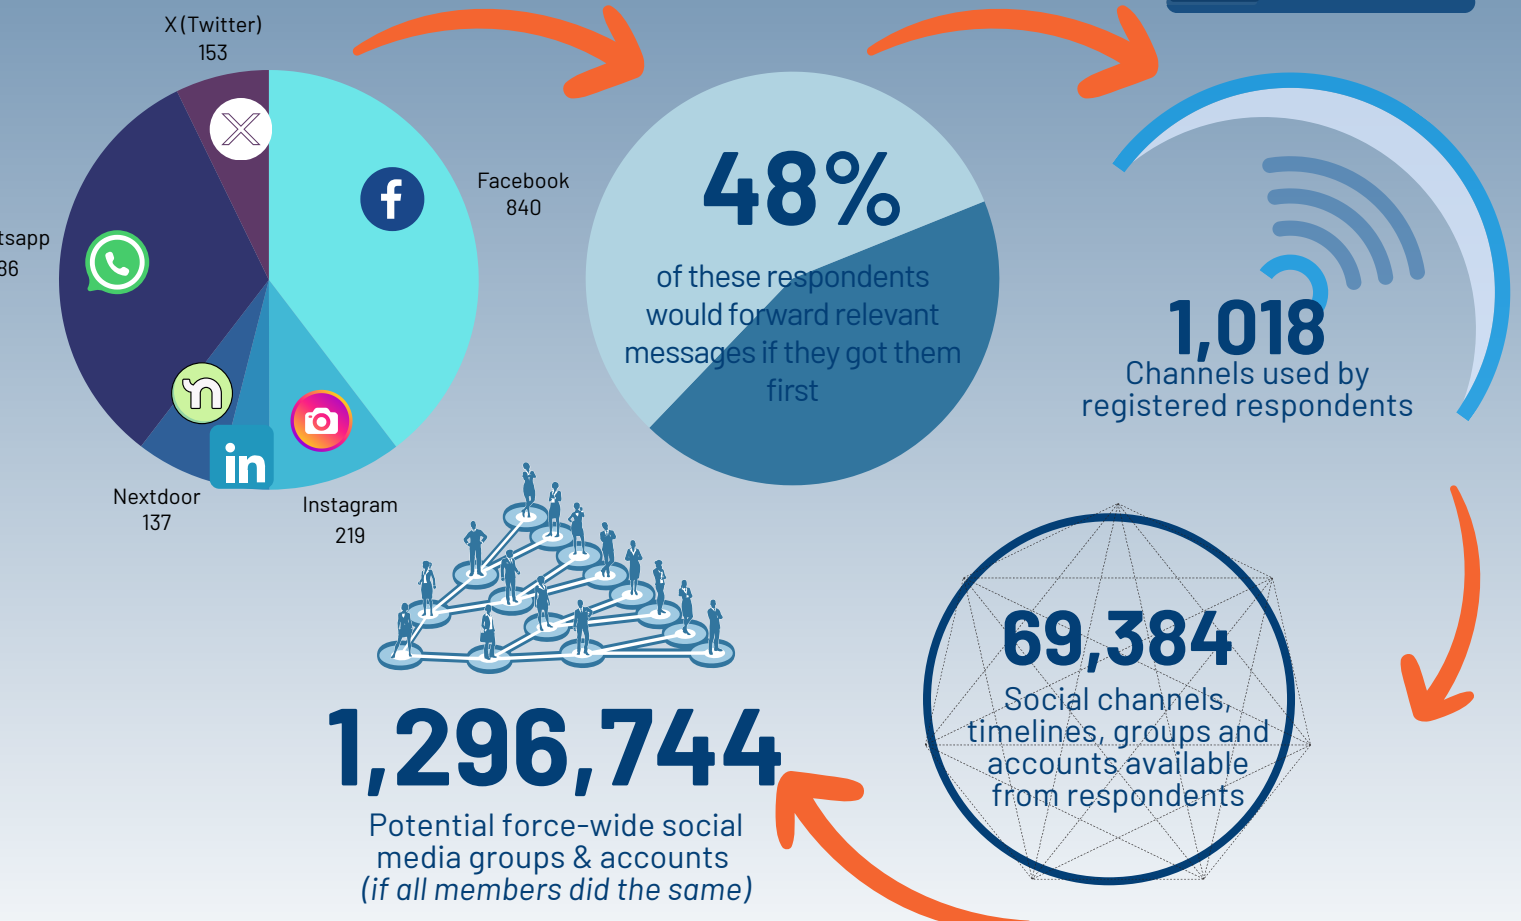 X (Twitter)
153
Facebook
840
tsapp
86
Nextdoor
137
in
Instagram
219
48%
of these respondents
would forward relevant
messages if they got them
first
1,018
Channels used by
registered respondents
69,384
Social channels,
timelines, groups and
accounts available
from respondents
1,296,744
Potential force-wide social
media groups & accounts
(if all members did the same)